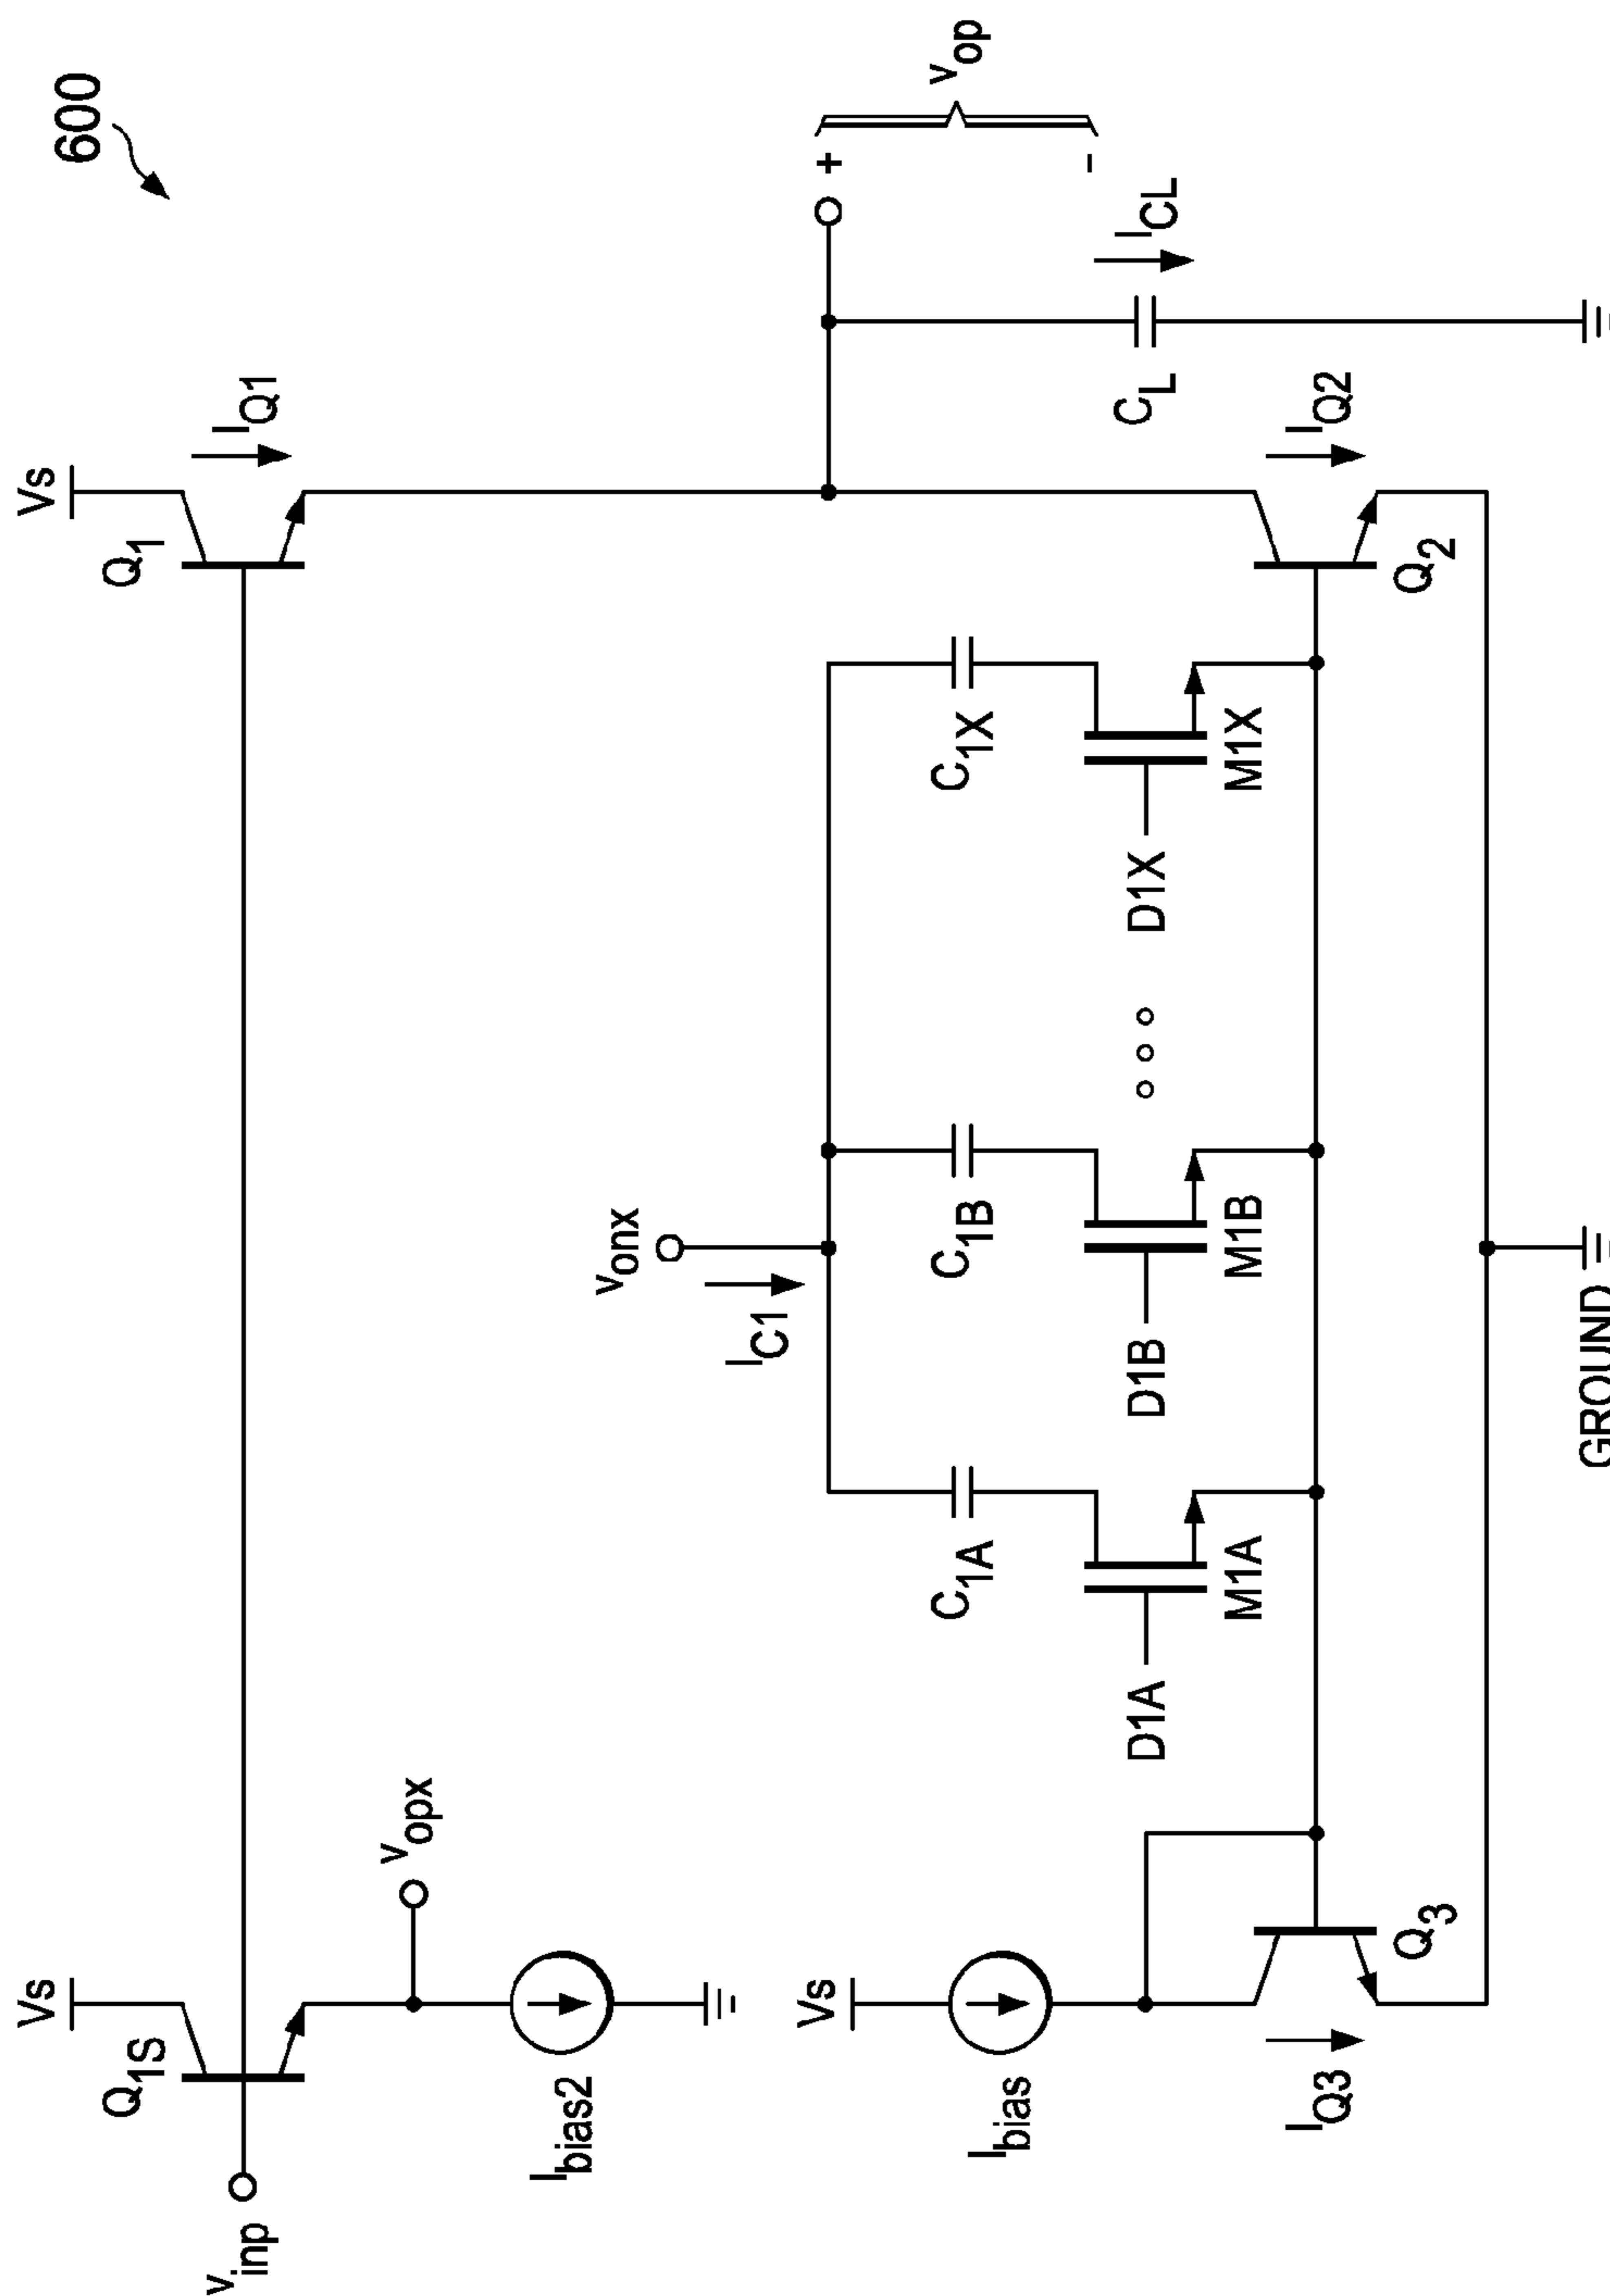 600
Vs
Vs
Q1S
Q1
IQ1
vinp
vopx
Ibias2
vonx
IC1
vop
+
-
Vs
Ibias
C1A
C1B
C1X
CL
ICL
D1A
D1B
D1X
M1A
M1B
M1X
IQ3
Q3
Q2
IQ2
GROUND